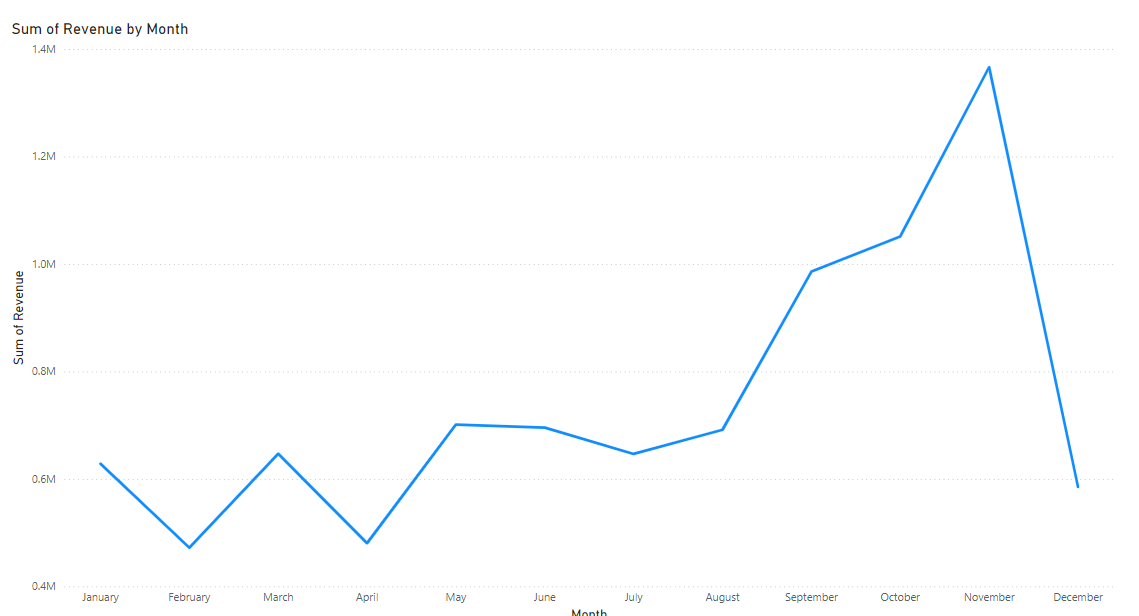 Sum of Revenue by Month
1.4M
1.2M
1.0M
0.8M
0.6M
0.4M
Sum of Revenue
January February March April May June July August September October November December
Month